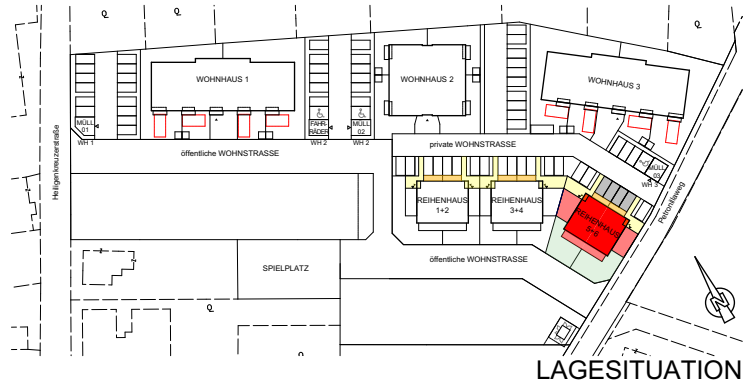 WOHNHAUS 1
WOHNHAUS 2
WOHNHAUS 3
MÜLL
01
WH 1
FAHR-
RÄDER
WH 2
MÜLL
02
WH 2
MÜLL
03
WH 3
Heiligenkreuzerstraße
öffentliche WOHNSTRASSE
private WOHNSTRASSE
Petronillaweg
REIHENHAUS
1+2
REIHENHAUS
3+4
REIHENHAUS
5+6
öffentliche WOHNSTRASSE
SPIELPLATZ
N
LAGESITUATION